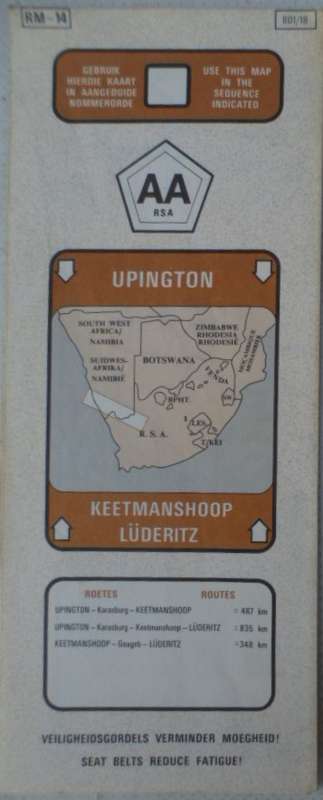 RM-14
801/18
GEBRUIK
HIERDIE KAART
IN AANGEDUIDE
NOMMERORDE
USE THIS MAP
IN THE
SEQUENCE
INDICATED
AA
RSA
UPINGTON
SOUTH WEST
AFRICA/
NAMIBIA
SUIDWES-
AFRIKA/
NAMIBIË
ZIMBABWE
RHODESIA
RHODESIË
BOTSWANA
VENDA
BPHT.
SW.
LES.
T/KEI
R. S. A.
KEETMANSHOOP
LÜDERITZ
ROETES ROUTES
UPINGTON – Karasburg – KEETMANSHOOP = 487 km
UPINGTON – Karasburg – Keetmanshoop – LÜDERITZ = 835 km
KEETMANSHOOP – Goageb – LÜDERITZ = 348 km
VEILIGHEIDSGORDELS VERMINDER MOEGHEID!
SEAT BELTS REDUCE FATIGUE!